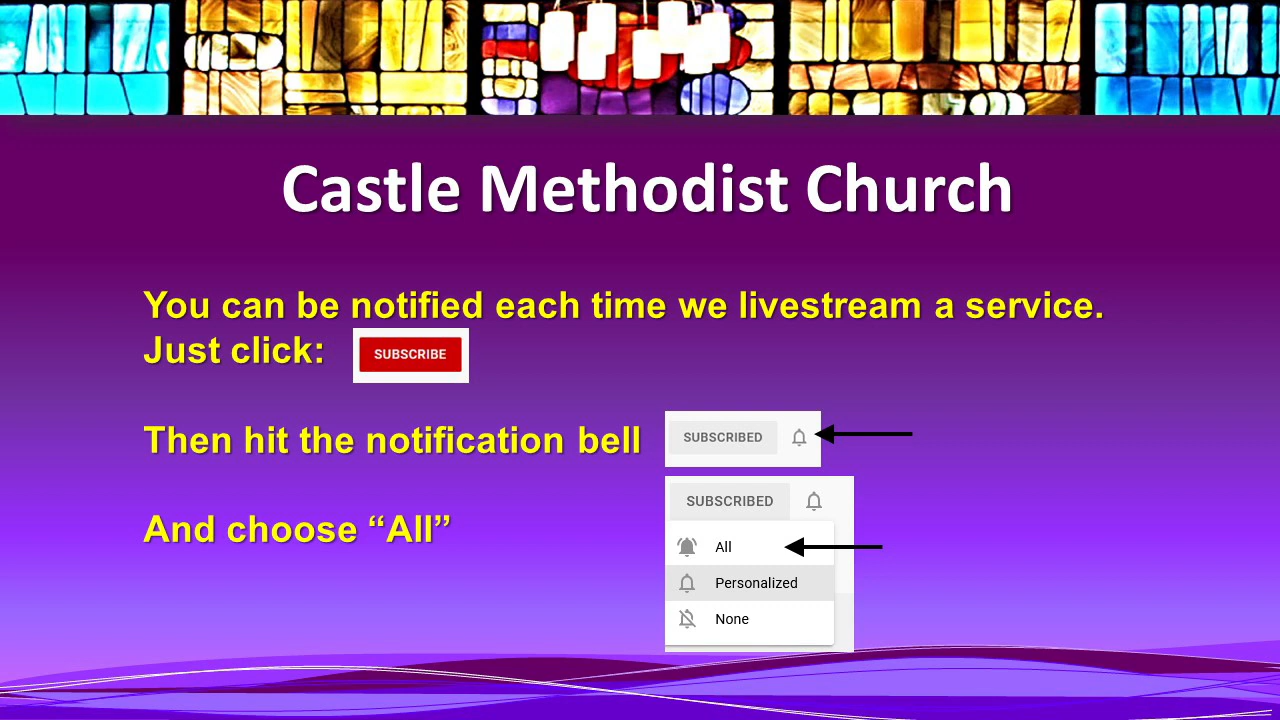 Castle Methodist Church
You can be notified each time we livestream a service.
Just click: SUBSCRIBE
Then hit the notification bell SUBSCRIBED
SUBSCRIBED
And choose “All”
All
Personalized
None